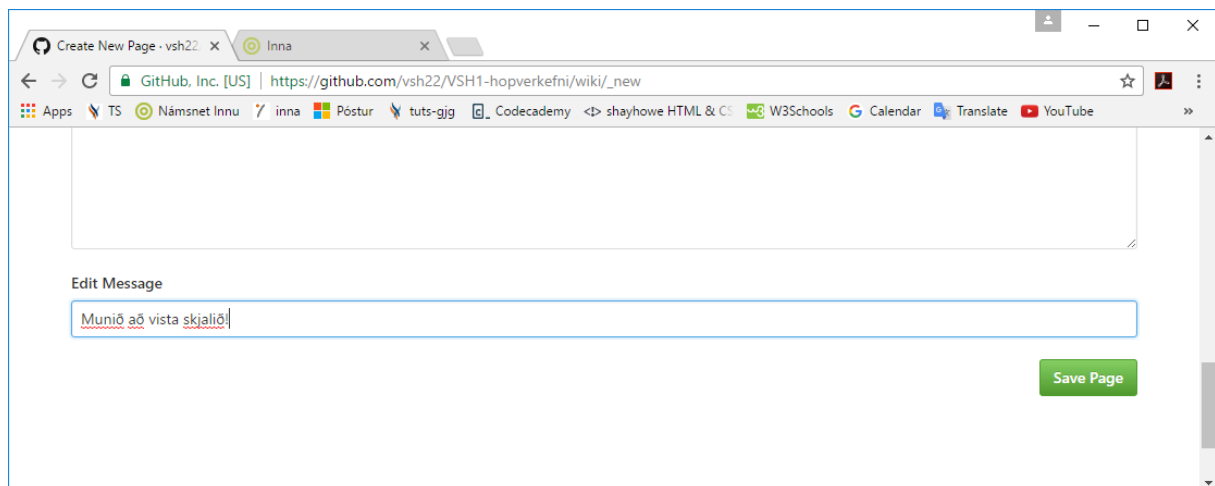 Create New Page · vsh22
Inna
GitHub, Inc. [US] | https://github.com/vsh22/VSH1-hopverkefni/wiki/_new
Apps TS Námsnet Innu inna Póstur tuts-gjg Codecademy shayhowe HTML & CS W3Schools Calendar Translate YouTube »
Edit Message
Munið að vista skjalið!
Save Page